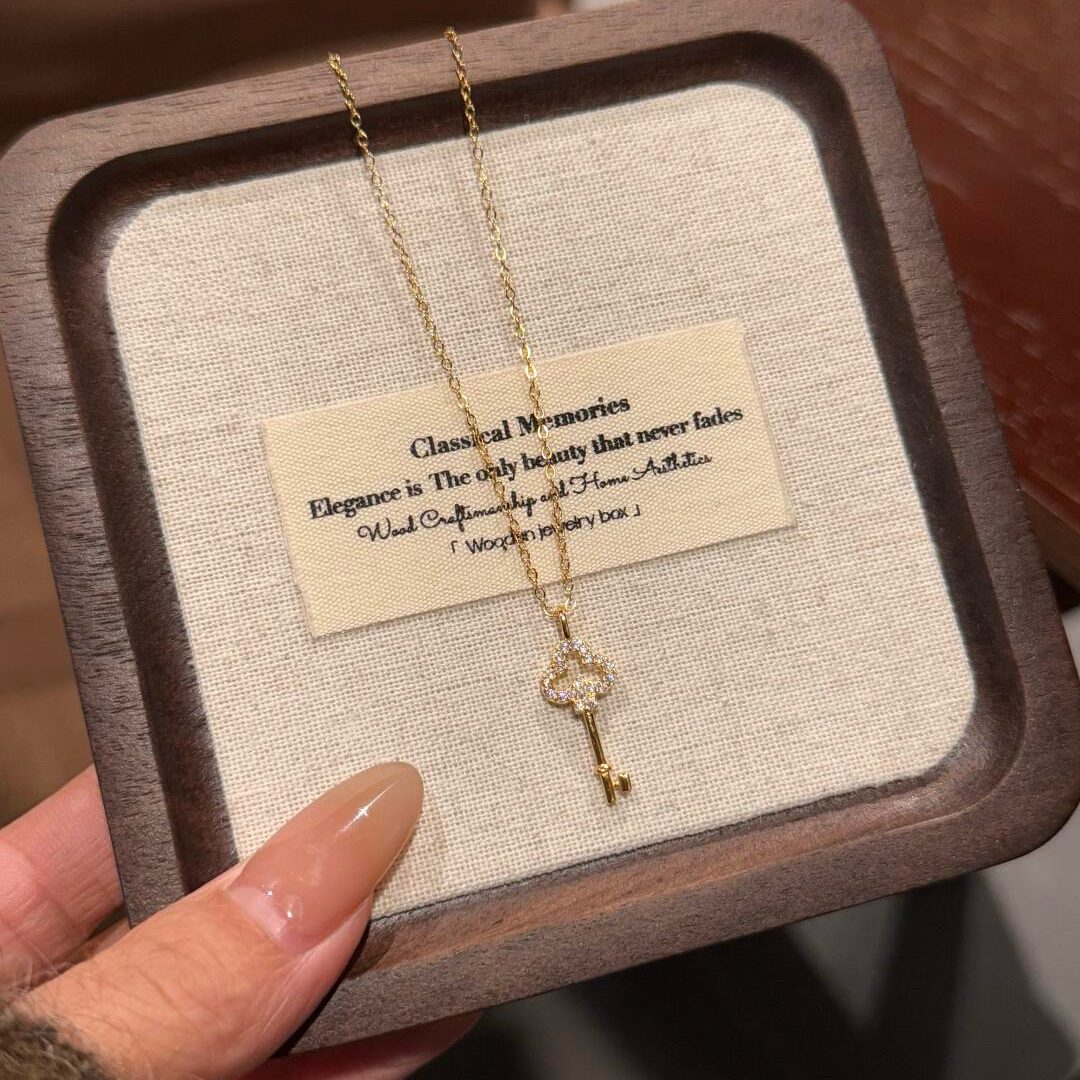 Classical Memories
Elegance is The only beauty that never fades
Wood Craftsmanship and Home Aesthetics
「 Wooden jewelry box 」